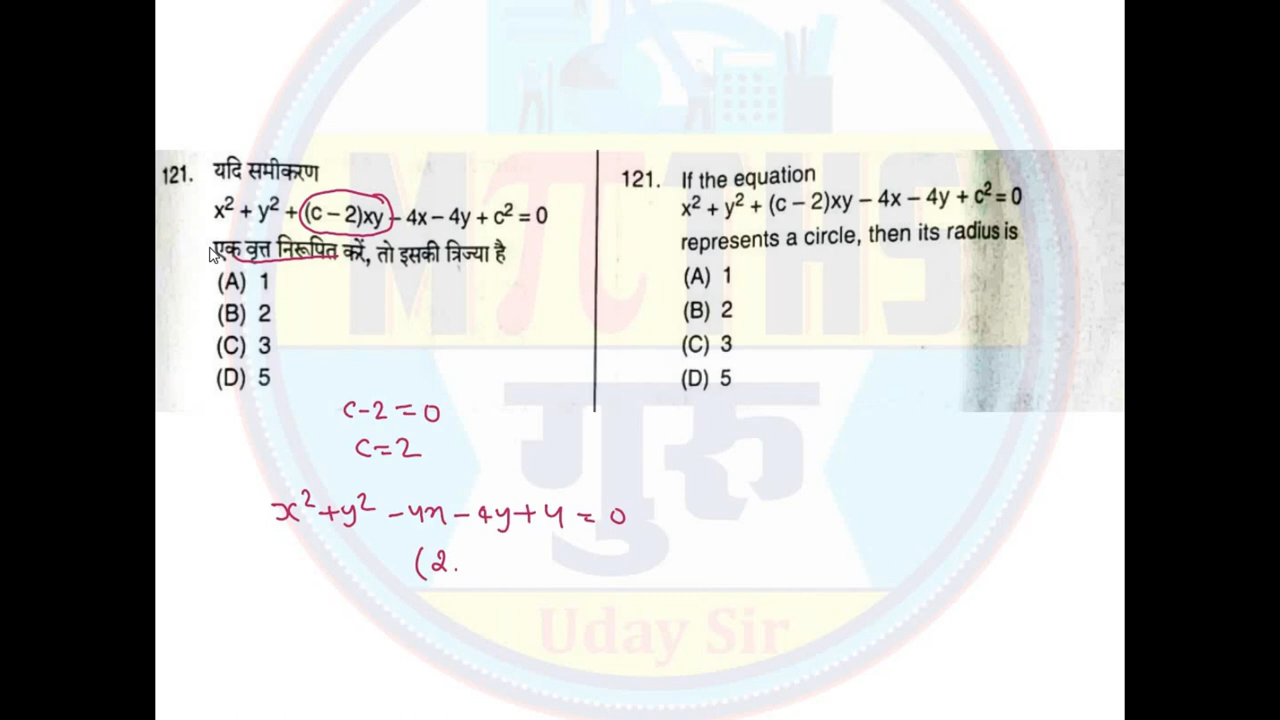 121. यदि समीकरण
x² + y² + (c – 2)xy – 4x – 4y + c² = 0
एक वृत्त निरूपित करें, तो इसकी त्रिज्या है
(A) 1
(B) 2
(C) 3
(D) 5
121. If the equation
x² + y² + (c – 2)xy – 4x – 4y + c² = 0
represents a circle, then its radius is
(A) 1
(B) 2
(C) 3
(D) 5
c-2 = 0
c = 2
x² + y² - 4x - 4y + 4 = 0
(2.
MπTHS
गुरु
Uday Sir